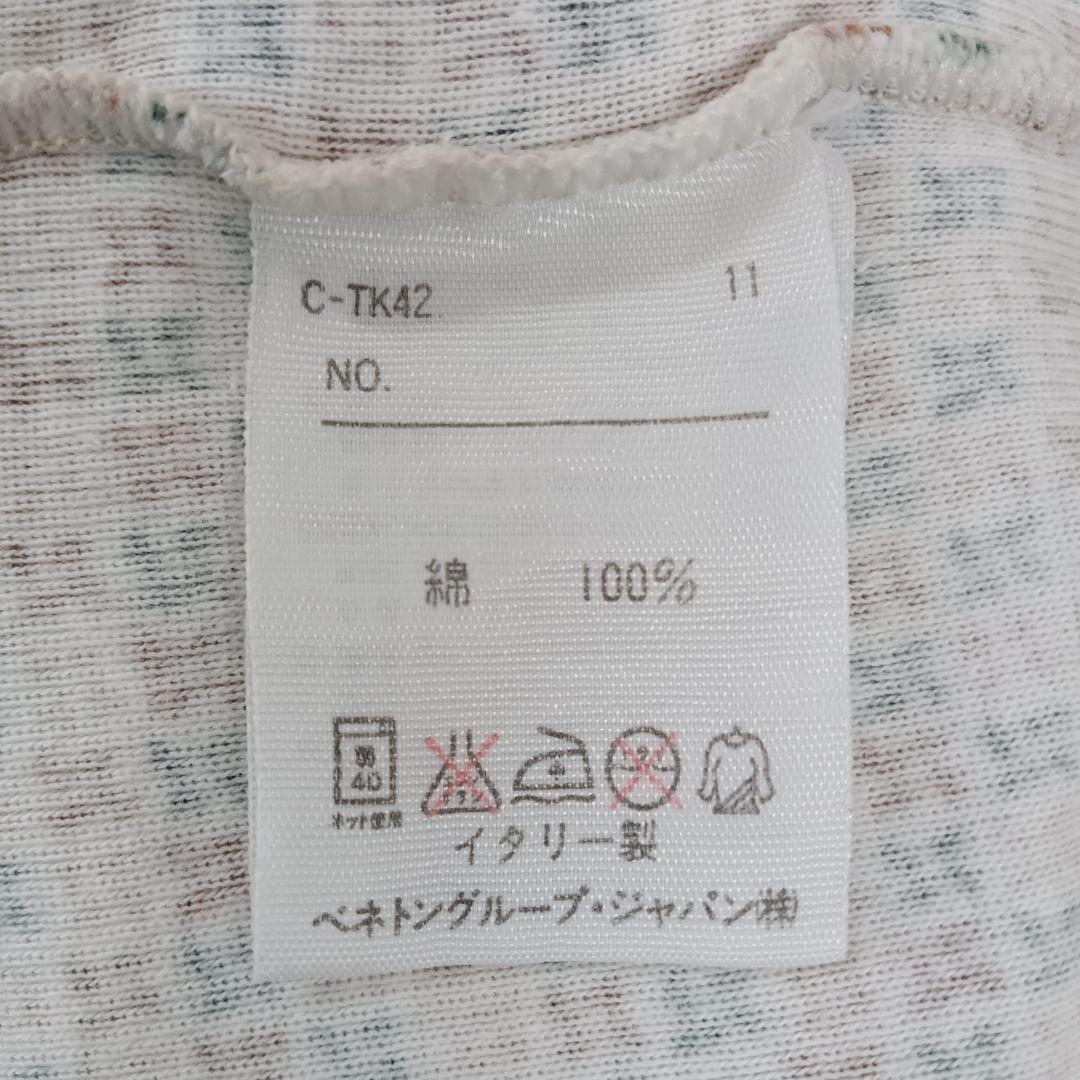 C-TK42 11
NO.
綿 100%
弱
40
ネット使用
イタリー製
ベネトングループ・ジャパン(株)